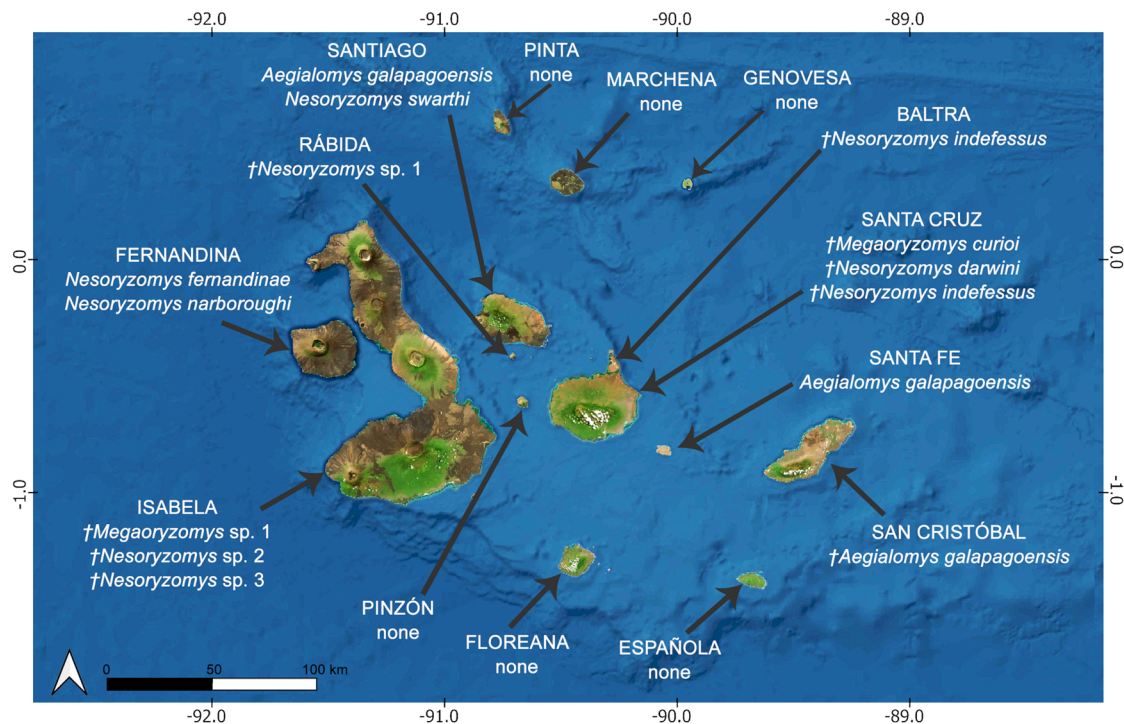 -92.0
-91.0
-90.0
-89.0
SANTIAGO
Aegialomys galapagoensis
Nesoryzomys swarthi
PINTA
none
MARCHENA
none
GENOVESA
none
BALTRA
†Nesoryzomys indefessus
RÁBIDA
†Nesoryzomys sp. 1
SANTA CRUZ
†Megaoryzomys curioi
†Nesoryzomys darwini
†Nesoryzomys indefessus
FERNANDINA
Nesoryzomys fernandinae
Nesoryzomys narboroughi
0.0
0.0
SANTA FE
Aegialomys galapagoensis
-1.0
-1.0
ISABELA
†Megaoryzomys sp. 1
†Nesoryzomys sp. 2
†Nesoryzomys sp. 3
SAN CRISTÓBAL
†Aegialomys galapagoensis
PINZÓN
none
FLOREANA
none
ESPAÑOLA
none
0
50
100 km
-92.0
-91.0
-90.0
-89.0